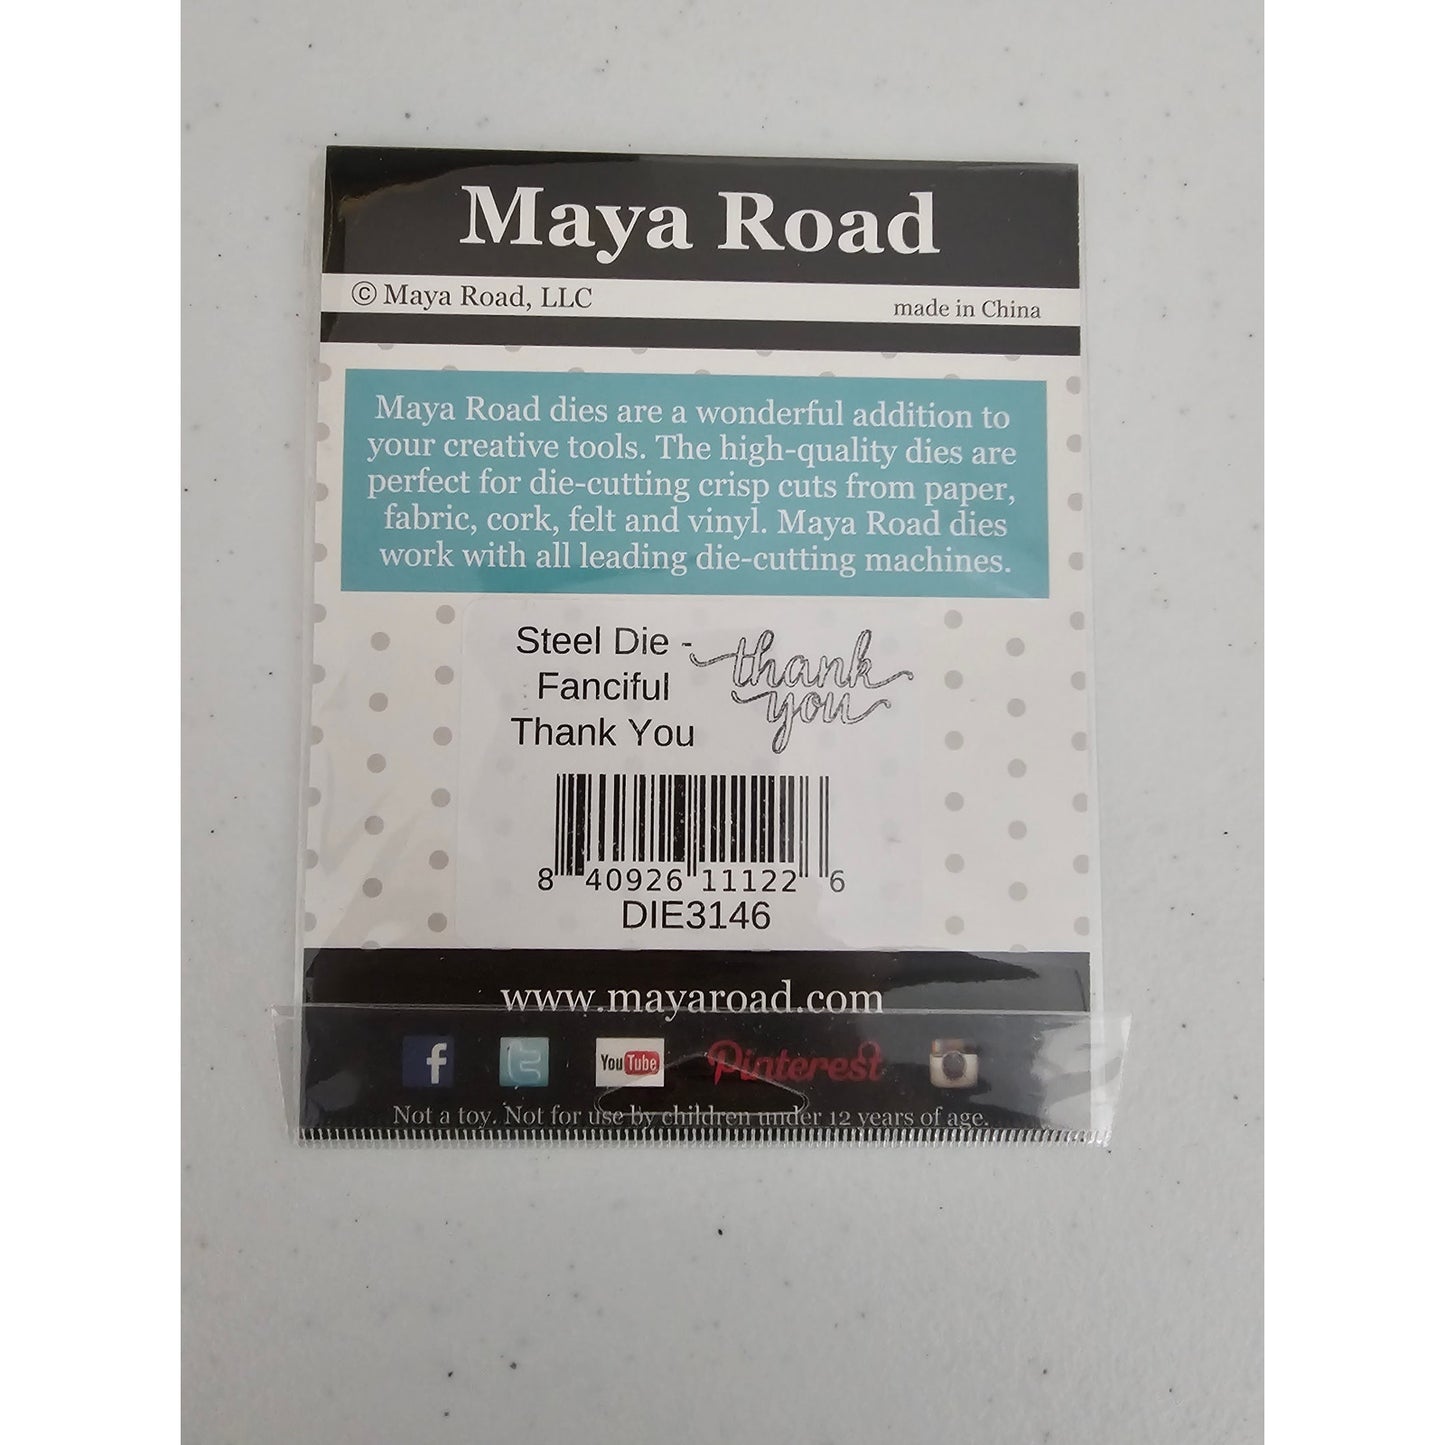 Maya Road
© Maya Road, LLC
made in China
Maya Road dies are a wonderful addition to
your creative tools. The high-quality dies are
perfect for die-cutting crisp cuts from paper,
fabric, cork, felt and vinyl. Maya Road dies
work with all leading die-cutting machines.
Steel Die -
Fanciful
Thank You
thank
you
8 40926 11122 6
DIE3146
www.mayaroad.com
f t YouTube Pinterest
Not a toy. Not for use by children under 12 years of age.